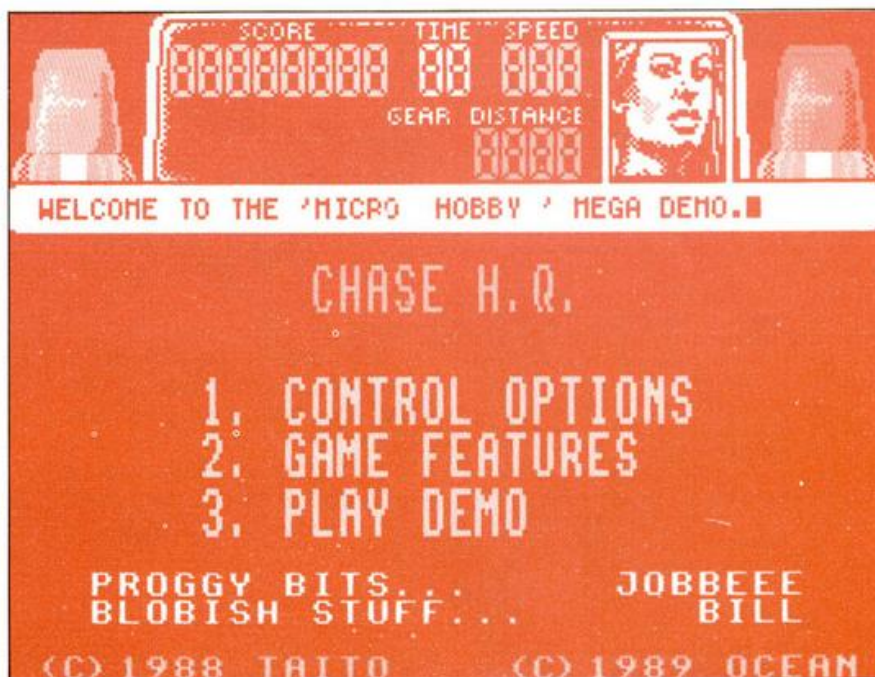 SCORE TIME SPEED
88888888 88 888
GEAR DISTANCE
8888
WELCOME TO THE 'MICRO HOBBY ' MEGA DEMO.
CHASE H.Q.
1. CONTROL OPTIONS
2. GAME FEATURES
3. PLAY DEMO
PROGGY BITS... JOBBEEE
BLOBISH STUFF... BILL
(C) 1988 TAITO (C) 1989 OCEAN